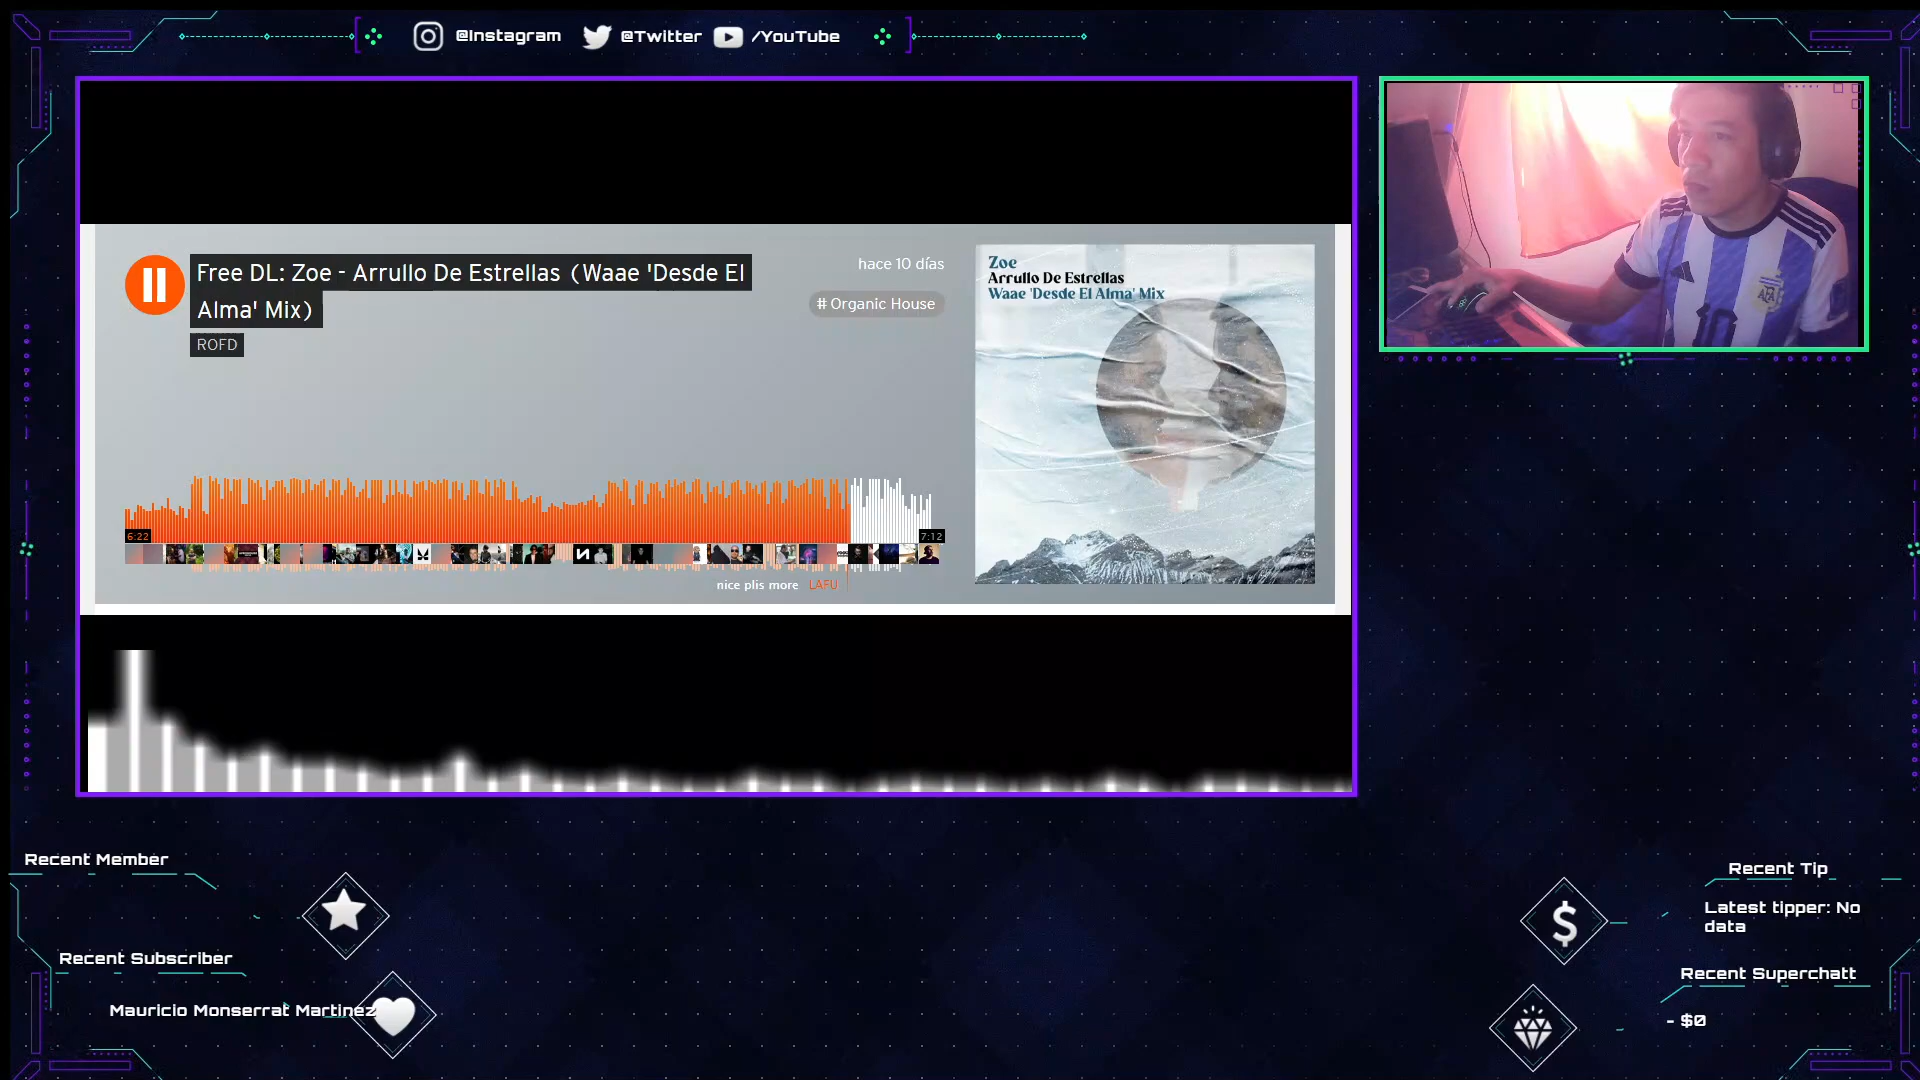 @Instagram
@Twitter
/YouTube
Free DL: Zoe - Arrullo De Estrellas (Waae 'Desde El
Alma' Mix)
ROFD
hace 10 días
# Organic House
Zoe
Arrullo De Estrellas
Waae 'Desde El Alma' Mix
6:22
7:12
nice plis more LAFU
AFA
10
Recent Member
Recent Subscriber
Mauricio Monserrat Martinez
Recent Tip
Latest tipper: No
data
Recent Superchatt
- $0